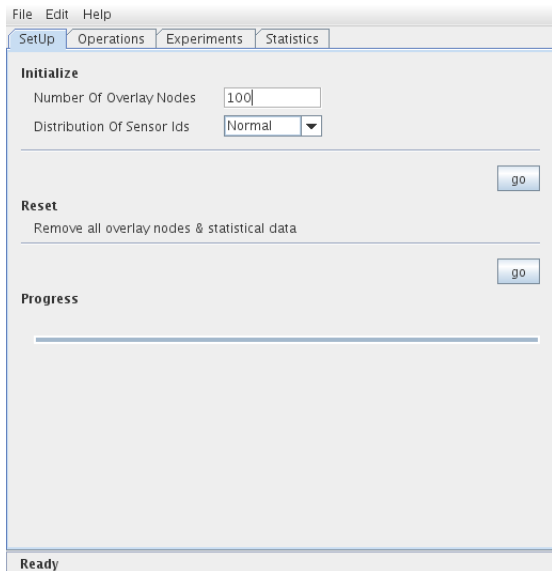 File Edit Help
SetUp Operations Experiments Statistics
Initialize
Number Of Overlay Nodes 100
Distribution Of Sensor Ids Normal
go
Reset
Remove all overlay nodes & statistical data
go
Progress
Ready